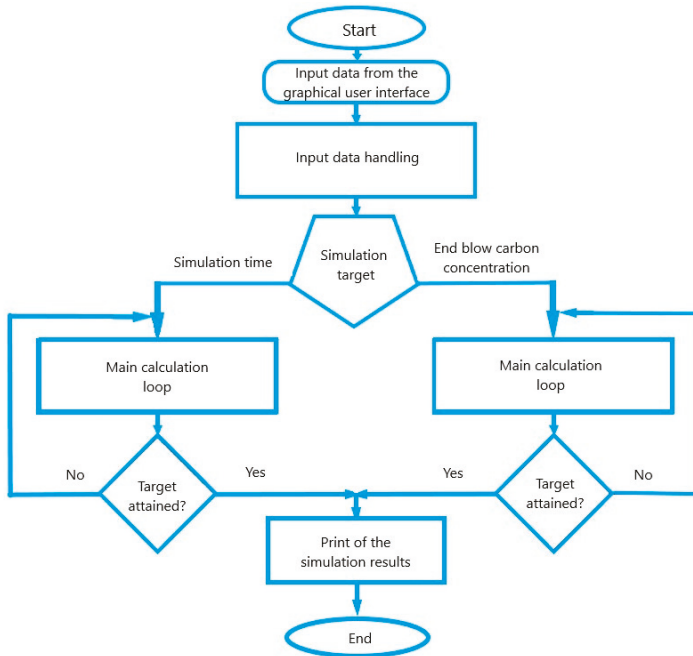 Start
Input data from the
graphical user interface
Input data handling
Simulation
target
Simulation time
End blow carbon
concentration
Main calculation
loop
Main calculation
loop
No
Target
attained?
Yes
Yes
Target
attained?
No
Print of the
simulation results
End